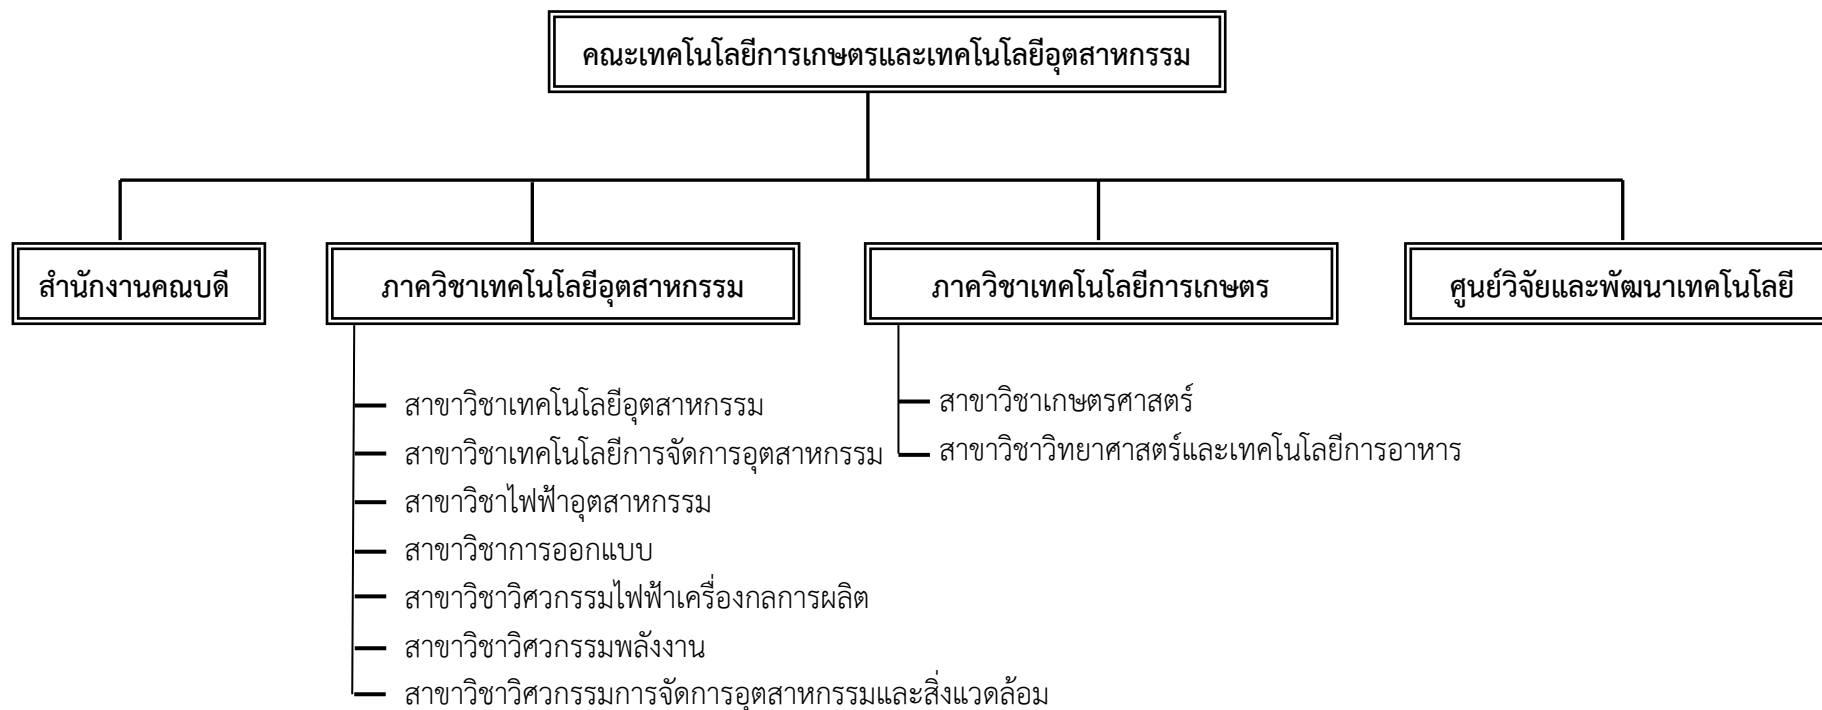 คณะเทคโนโลยีการเกษตรและเทคโนโลยีอุตสาหกรรม
สำนักงานคณบดี
ภาควิชาเทคโนโลยีอุตสาหกรรม
ภาควิชาเทคโนโลยีการเกษตร
ศูนย์วิจัยและพัฒนาเทคโนโลยี
สาขาวิชาเทคโนโลยีอุตสาหกรรม
สาขาวิชาเทคโนโลยีการจัดการอุตสาหกรรม
สาขาวิชาไฟฟ้าอุตสาหกรรม
สาขาวิชาการออกแบบ
สาขาวิชาวิศวกรรมไฟฟ้าเครื่องกลการผลิต
สาขาวิชาวิศวกรรมพลังงาน
สาขาวิชาวิศวกรรมการจัดการอุตสาหกรรมและสิ่งแวดล้อม
สาขาวิชาเกษตรศาสตร์
สาขาวิชาวิทยาศาสตร์และเทคโนโลยีการอาหาร